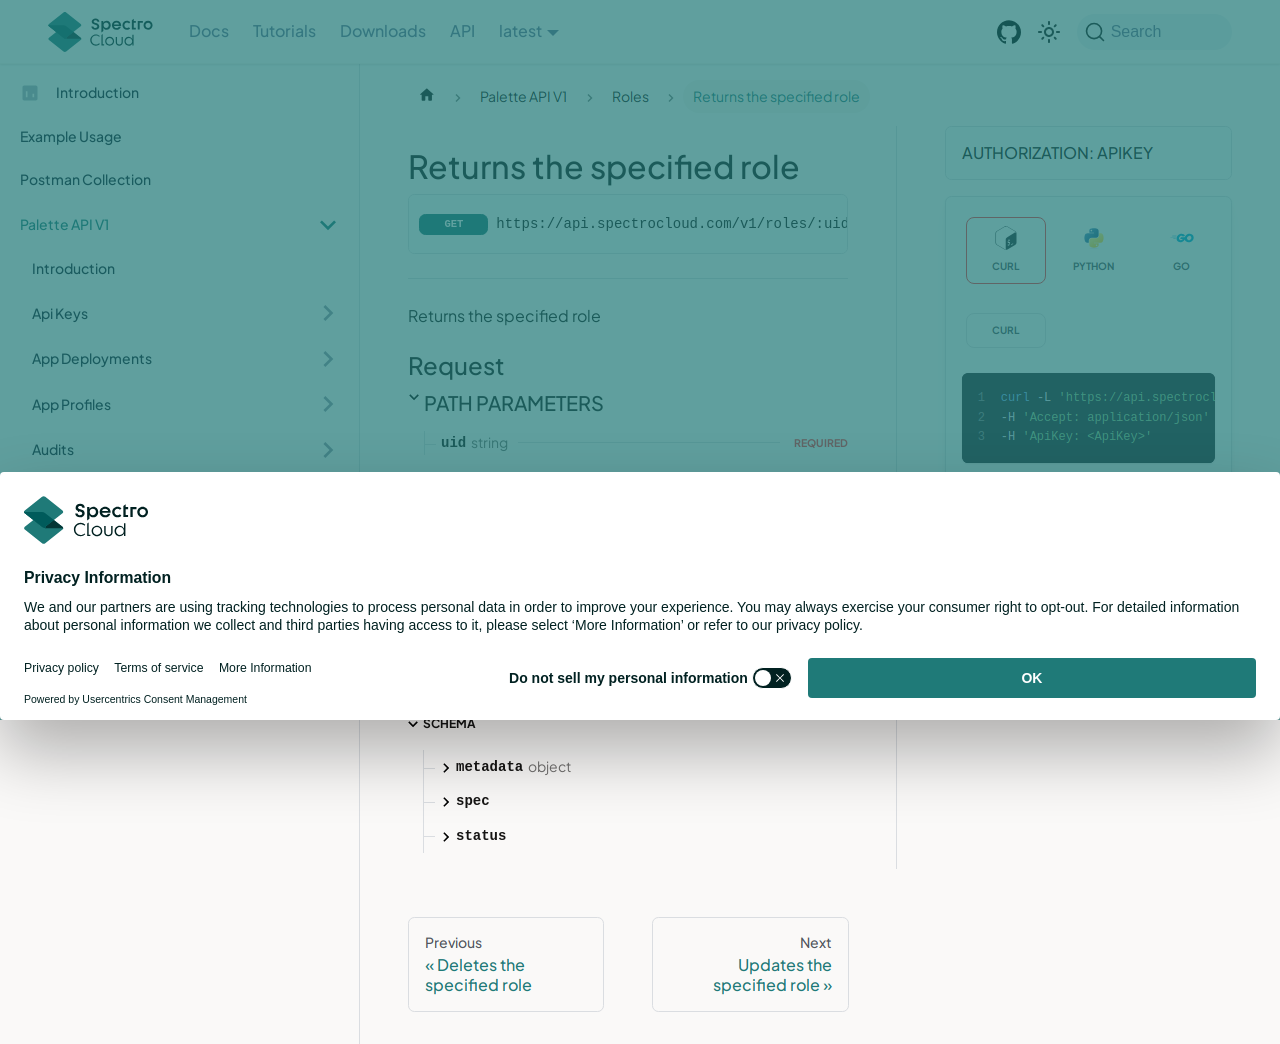 Spectro Cloud
Docs
Tutorials
Downloads
API
latest
Search
Introduction
Example Usage
Postman Collection
Palette API V1
Introduction
Api Keys
App Deployments
App Profiles
Audits
Palette API V1
Roles
Returns the specified role
Returns the specified role
GET https://api.spectrocloud.com/v1/roles/:uid
Returns the specified role
Request
PATH PARAMETERS
uid string REQUIRED
AUTHORIZATION: APIKEY
CURL
PYTHON
GO
CURL
1 curl -L 'https://api.spectrocl
2 -H 'Accept: application/json'
3 -H 'ApiKey: <ApiKey>'
Spectro
Cloud
Privacy Information
We and our partners are using tracking technologies to process personal data in order to improve your experience. You may always exercise your consumer right to opt-out. For detailed information
about personal information we collect and third parties having access to it, please select ‘More Information’ or refer to our privacy policy.
Privacy policy
Terms of service
More Information
Powered by Usercentrics Consent Management
Do not sell my personal information
OK
SCHEMA
metadata object
spec
status
Previous
« Deletes the
specified role
Next
Updates the
specified role »